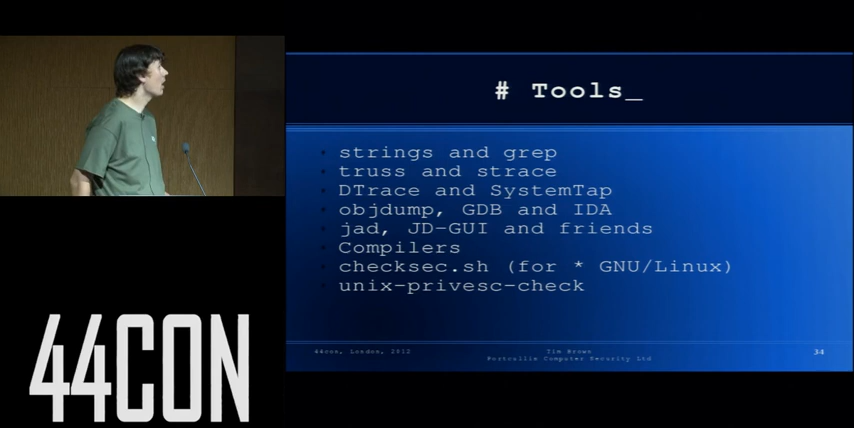 # Tools_
strings and grep
truss and strace
DTrace and SystemTap
objdump, GDB and IDA
jad, JD-GUI and friends
Compilers
checksec.sh (for * GNU/Linux)
unix-privesc-check
44con, London, 2012
Tim Brown
Portcullis Computer Security Ltd
34
44CON